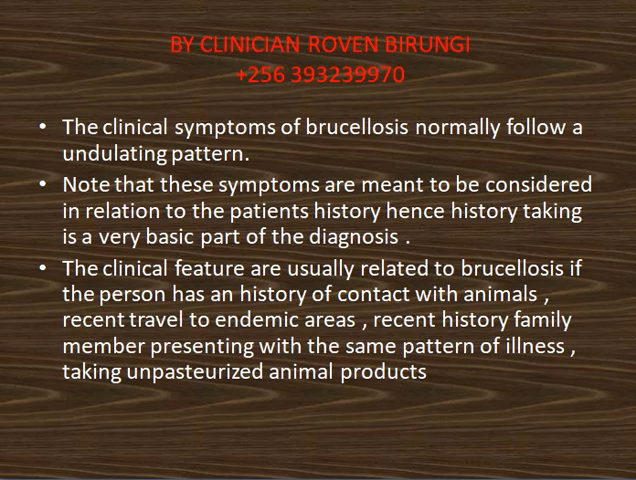 BY CLINICIAN ROVEN BIRUNGI
+256 393239970
• The clinical symptoms of brucellosis normally follow a
undulating pattern.
• Note that these symptoms are meant to be considered
in relation to the patients history hence history taking
is a very basic part of the diagnosis .
• The clinical feature are usually related to brucellosis if
the person has an history of contact with animals ,
recent travel to endemic areas , recent history family
member presenting with the same pattern of illness ,
taking unpasteurized animal products